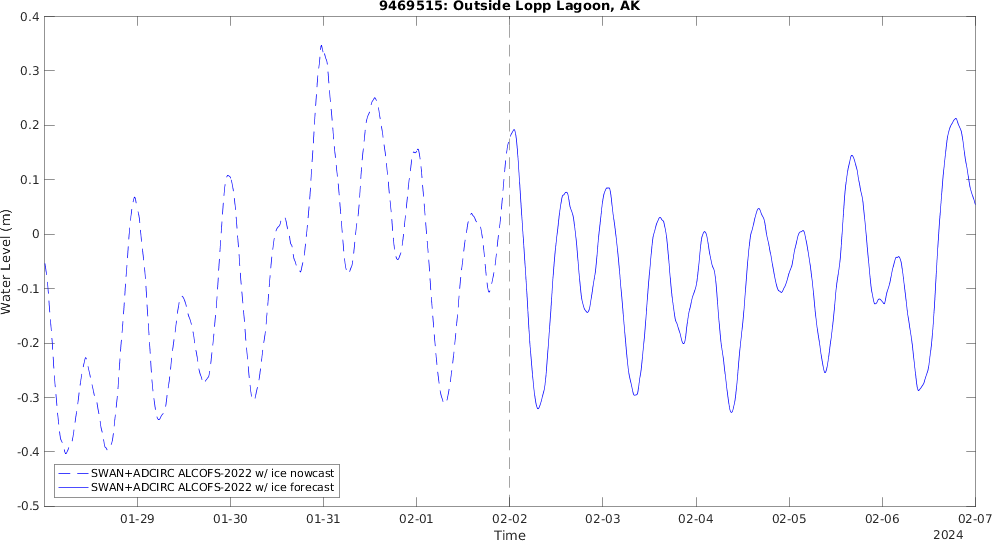 9469515: Outside Lopp Lagoon, AK
0.4
0.3
0.2
0.1
0
-0.1
-0.2
-0.3
-0.4
-0.5
Water Level (m)
SWAN+ADCIRC ALCOFS-2022 w/ ice nowcast
SWAN+ADCIRC ALCOFS-2022 w/ ice forecast
01-29 01-30 01-31 02-01 02-02 02-03 02-04 02-05 02-06 02-07
Time
2024